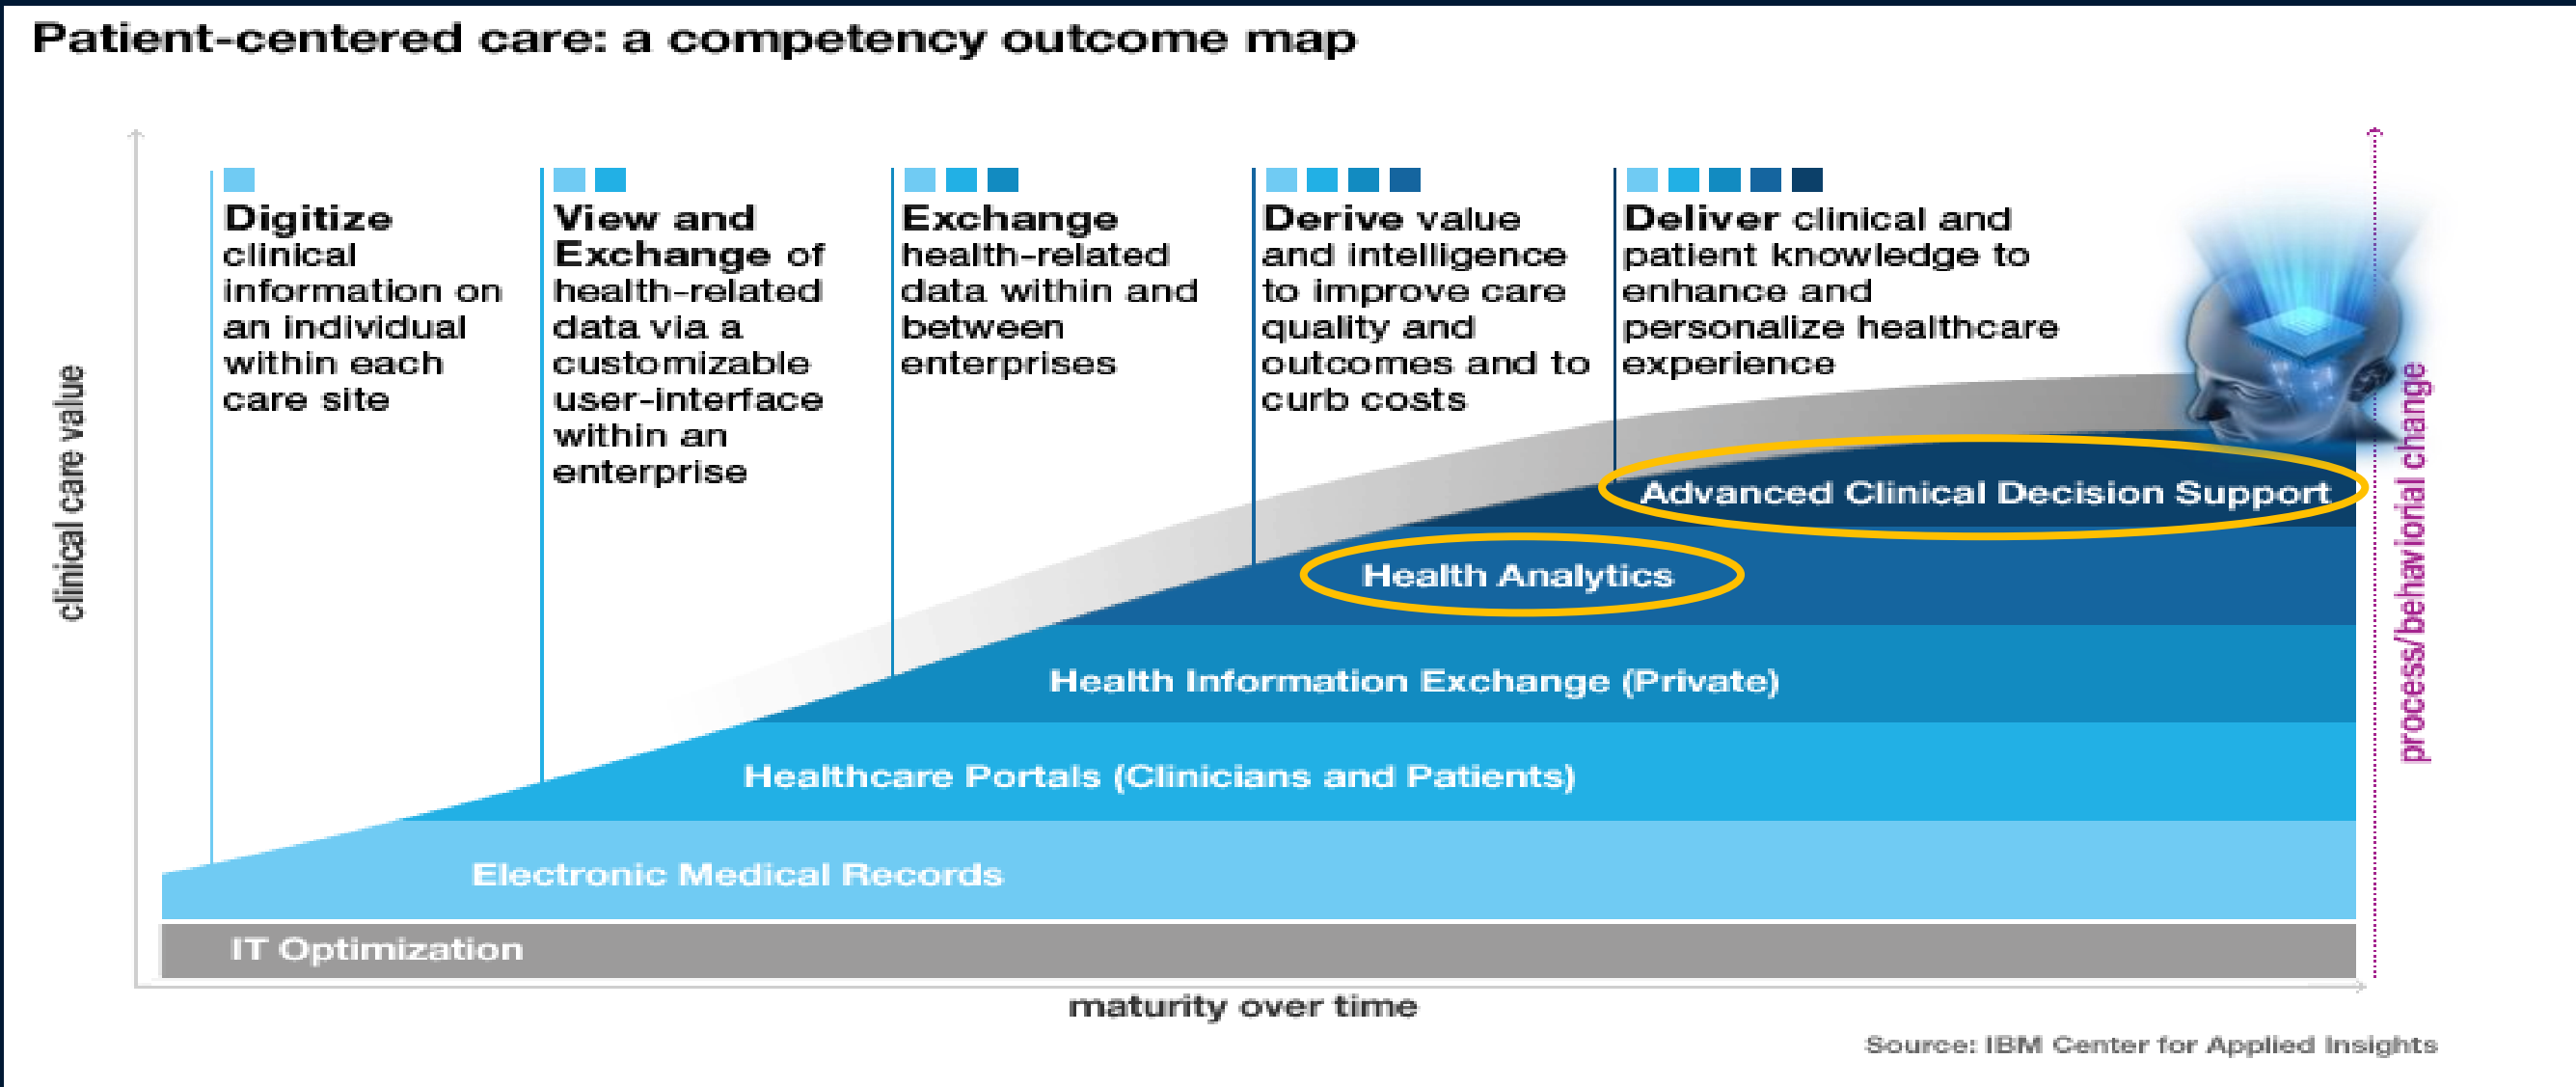 Patient-centered care: a competency outcome map
Digitize
clinical
information on
an individual
within each
care site
View and
Exchange of
health-related
data via a
customizable
user-interface
within an
enterprise
Exchange
health-related
data within and
between
enterprises
Derive value
and intelligence
to improve care
quality and
outcomes and to
curb costs
Deliver clinical and
patient knowledge to
enhance and
personalize healthcare
experience
clinical care value
process/behaviorial change
Advanced Clinical Decision Support
Health Analytics
Health Information Exchange (Private)
Healthcare Portals (Clinicians and Patients)
Electronic Medical Records
IT Optimization
maturity over time
Source: IBM Center for Applied Insights